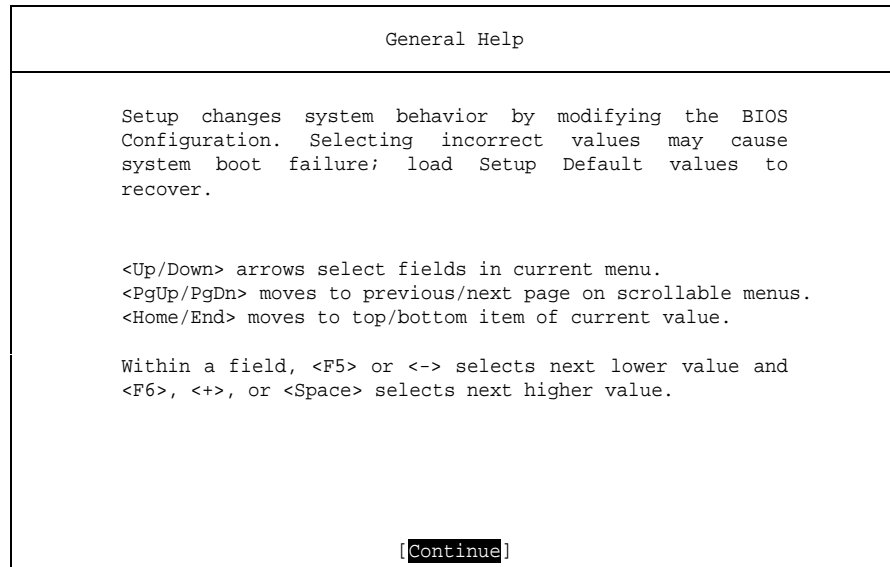 General Help
Setup changes system behavior by modifying the BIOS
Configuration. Selecting incorrect values may cause
system boot failure; load Setup Default values to
recover.
<Up/Down> arrows select fields in current menu.
<PgUp/PgDn> moves to previous/next page on scrollable menus.
<Home/End> moves to top/bottom item of current value.
Within a field, <F5> or <-> selects next lower value and
<F6>, <+>, or <Space> selects next higher value.
[Continue]